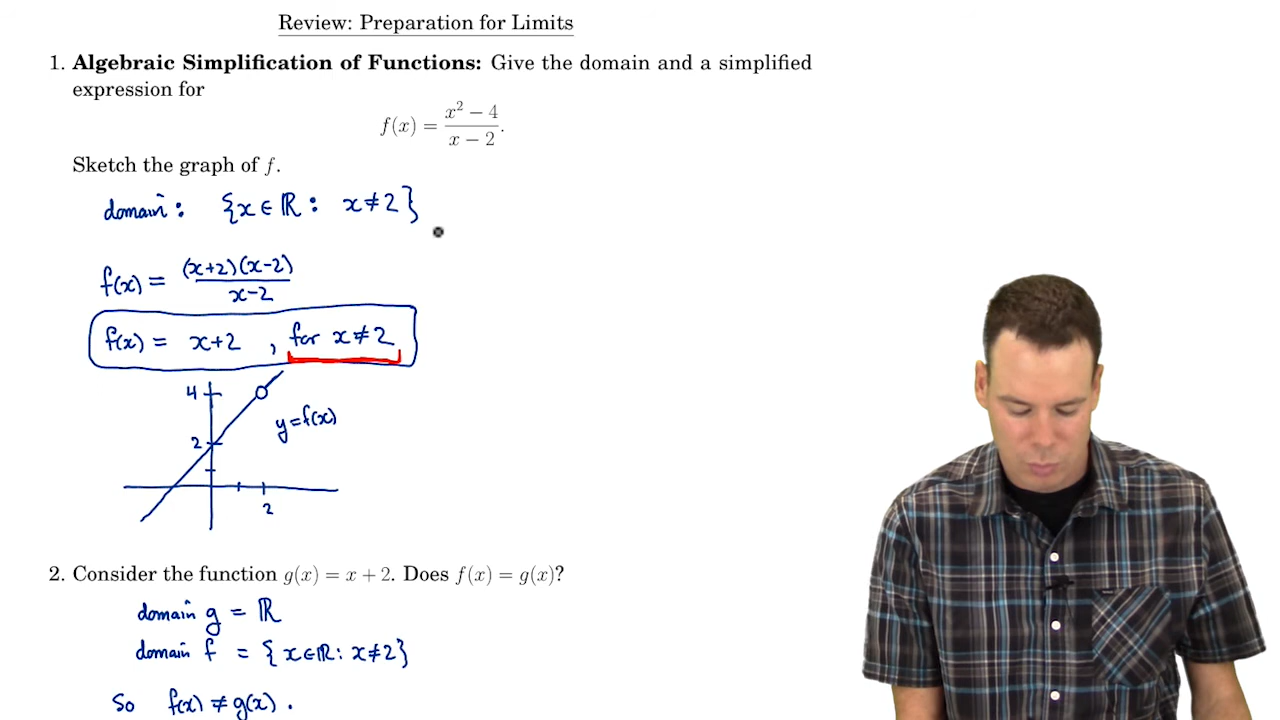 Review: Preparation for Limits
1. Algebraic Simplification of Functions: Give the domain and a simplified
expression for
f(x) = \frac{x^2 - 4}{x - 2}.
Sketch the graph of f.
domain: {x ∈ ℝ : x ≠ 2}
f(x) = \frac{(x+2)(x-2)}{x-2}
f(x) = x+2 , for x ≠ 2
4
y = f(x)
2
2
2. Consider the function g(x) = x + 2. Does f(x) = g(x)?
domain g = ℝ
domain f = { x ∈ ℝ : x ≠ 2 }
So f(x) ≠ g(x).